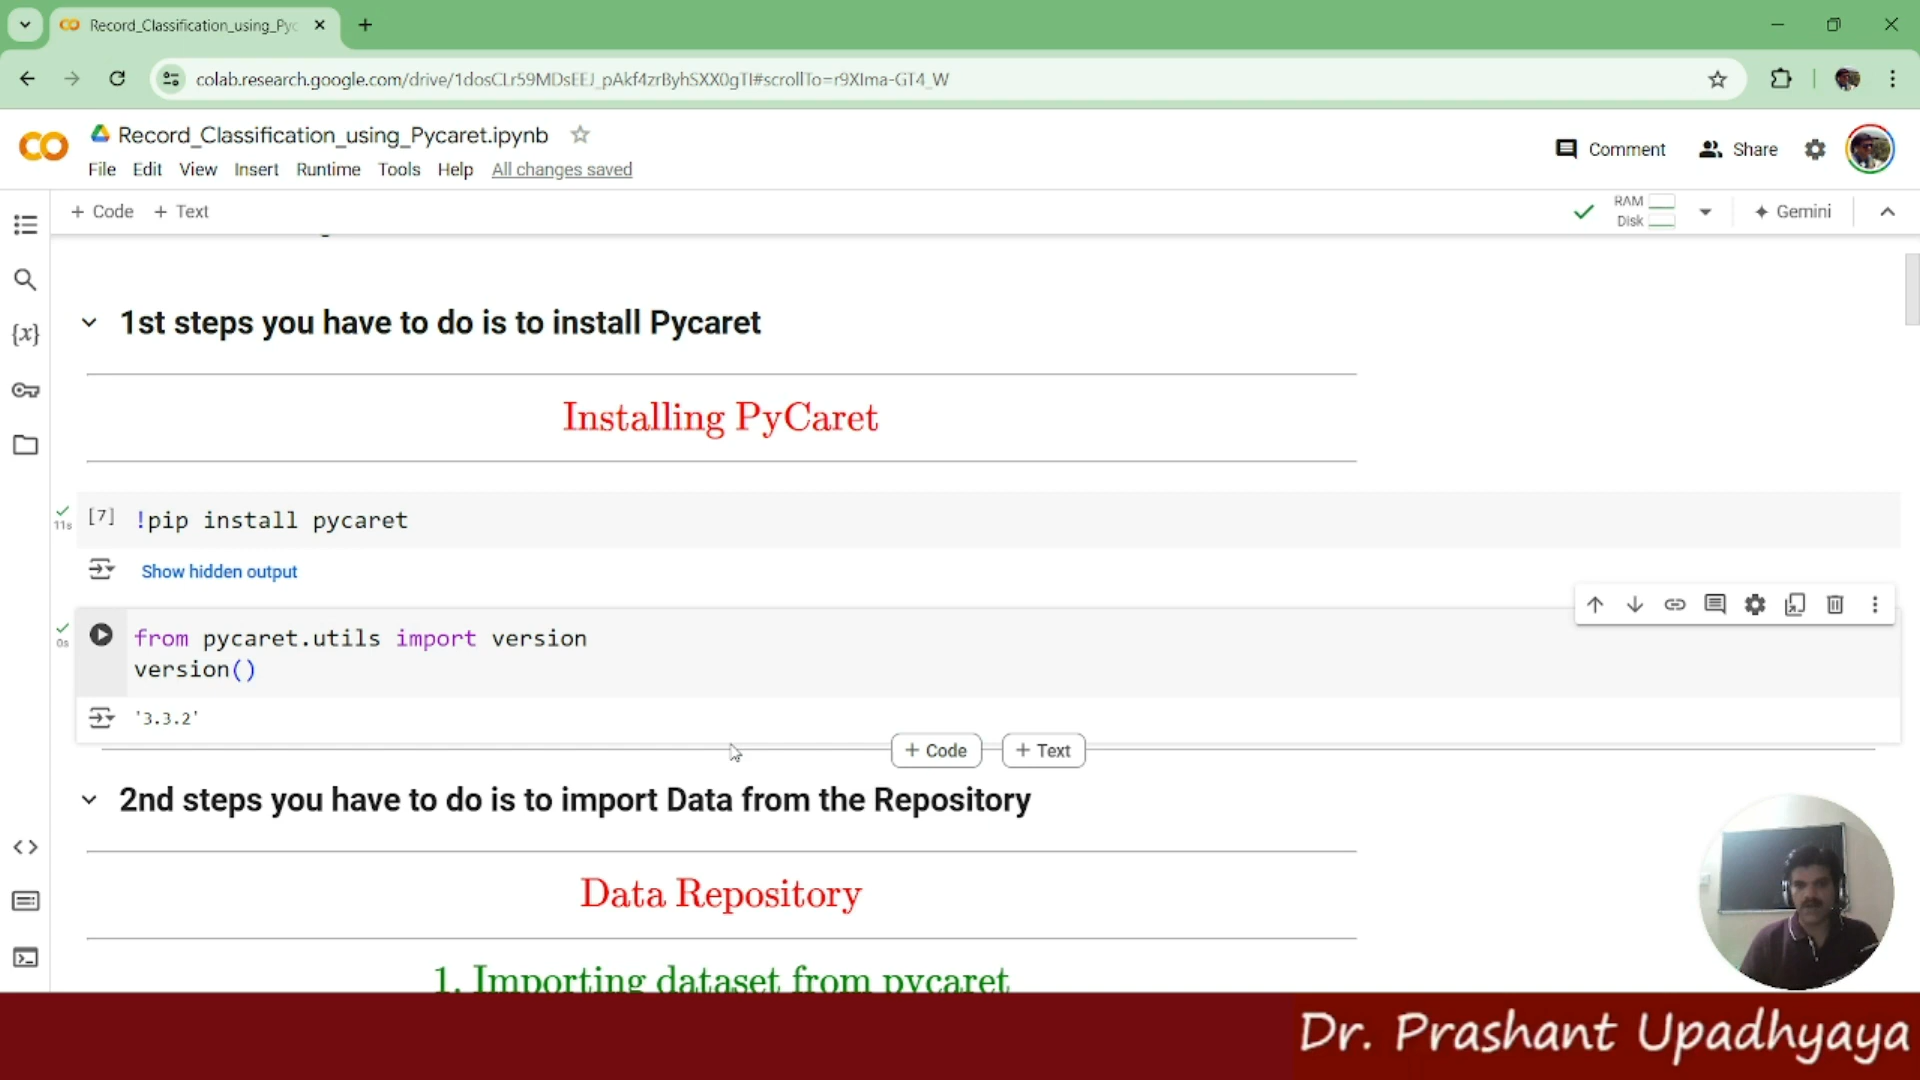 Record_Classification_using_Pyc
colab.research.google.com/drive/1dosCLr59MDsEEJ_pAkf4zrByhSXX0gTI#scrollTo=r9XIma-GT4_W
Record_Classification_using_Pycaret.ipynb
Comment
Share
File Edit View Insert Runtime Tools Help All changes saved
+ Code + Text
RAM
Disk
Gemini
1st steps you have to do is to install Pycaret
Installing PyCaret
11s
[7] !pip install pycaret
Show hidden output
0s
from pycaret.utils import version
version()
'3.3.2'
+ Code + Text
2nd steps you have to do is to import Data from the Repository
Data Repository
1. Importing dataset from pycaret
Dr. Prashant Upadhyaya